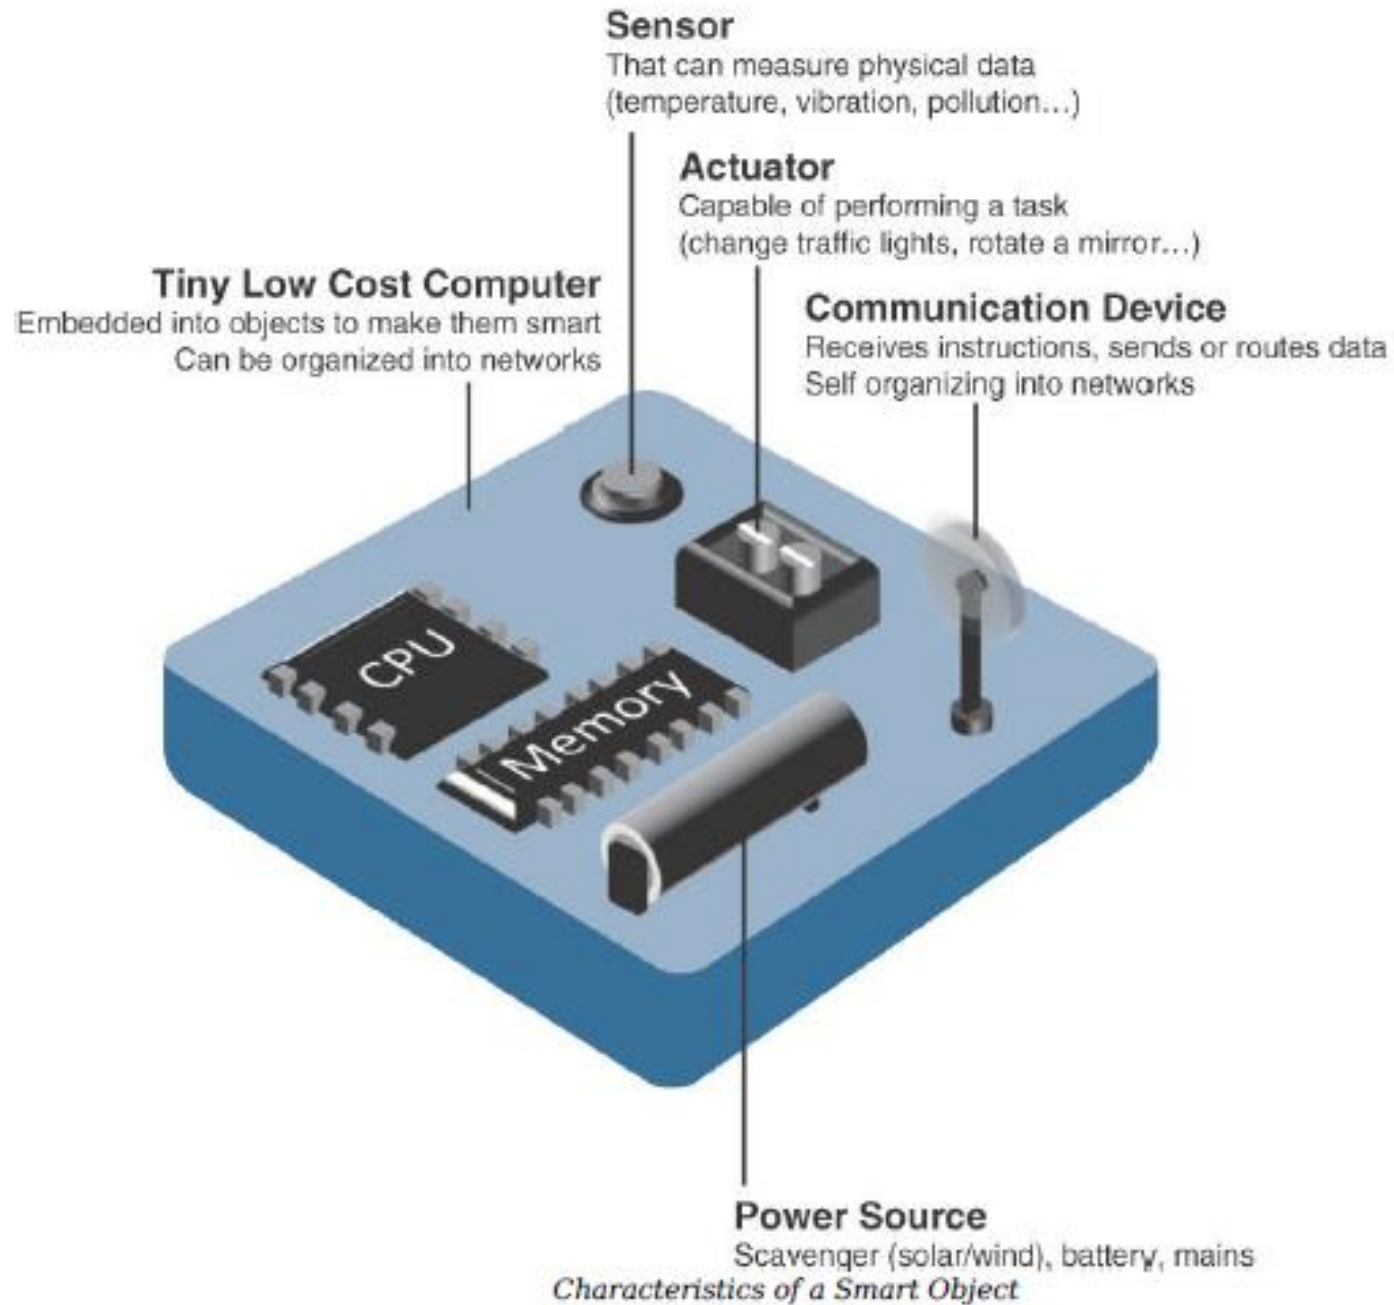 Sensor
That can measure physical data
(temperature, vibration, pollution...)
Actuator
Capable of performing a task
(change traffic lights, rotate a mirror...)
Tiny Low Cost Computer
Embedded into objects to make them smart
Can be organized into networks
Communication Device
Receives instructions, sends or routes data
Self organizing into networks
CPU
Memory
Power Source
Scavenger (solar/wind), battery, mains
Characteristics of a Smart Object